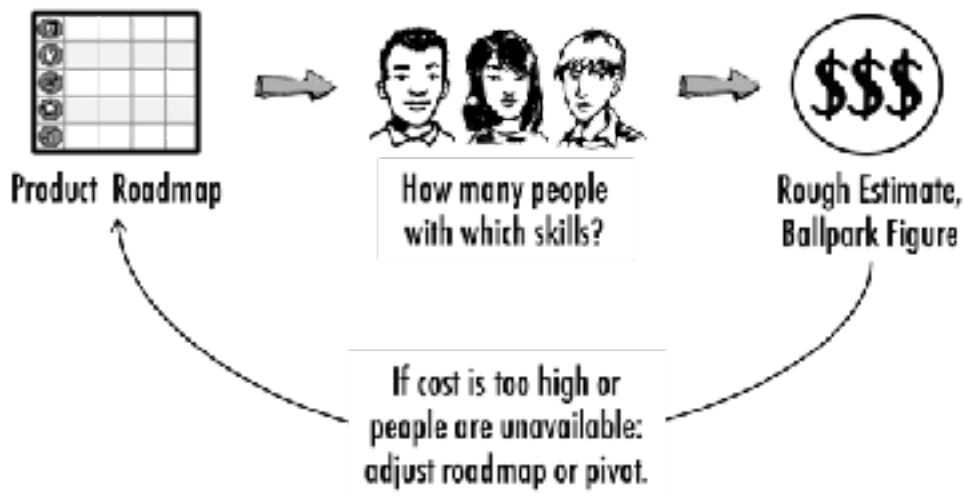 $$$
Product Roadmap
How many people
with which skills?
Rough Estimate,
Ballpark Figure
If cost is too high or
people are unavailable:
adjust roadmap or pivot.